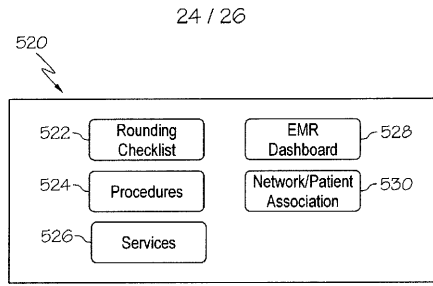 24 / 26
520
522
Rounding
Checklist
EMR
Dashboard
528
524
Procedures
Network/Patient
Association
530
526
Services